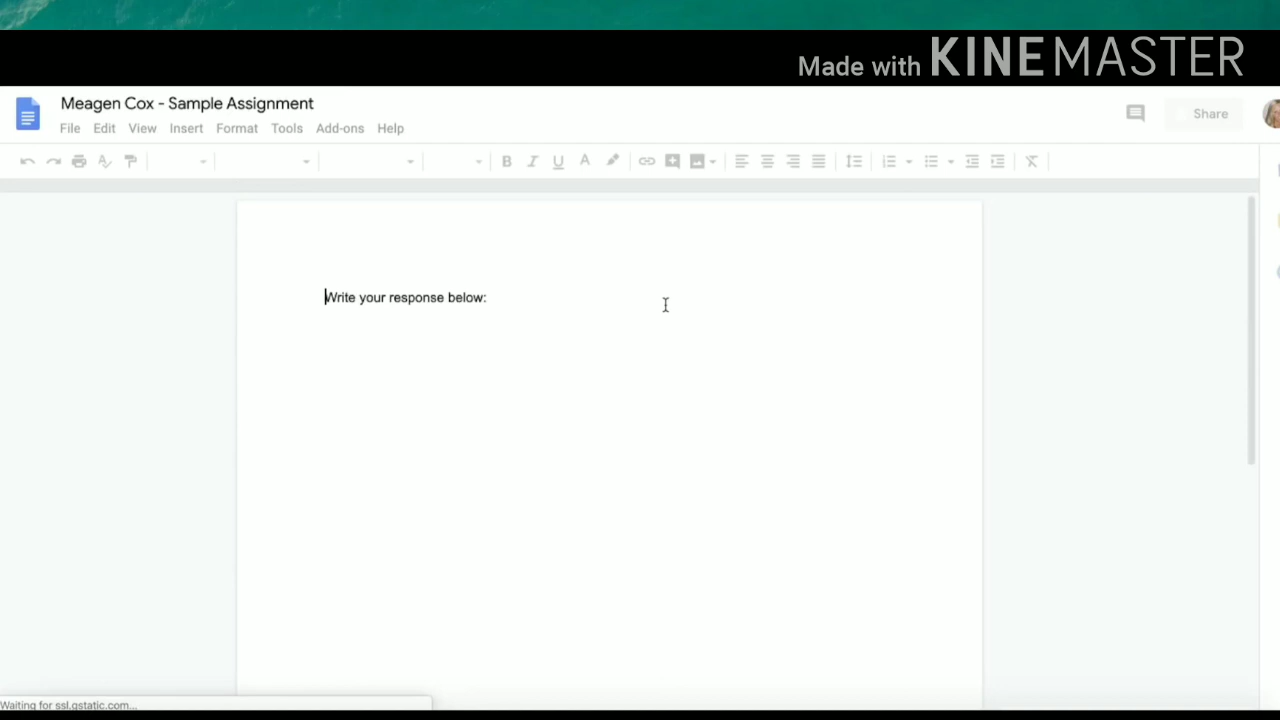 Made with KINEMASTER
Meagen Cox - Sample Assignment
File Edit View Insert Format Tools Add-ons Help
Share
Write your response below:
Waiting for ssl.gstatic.com...